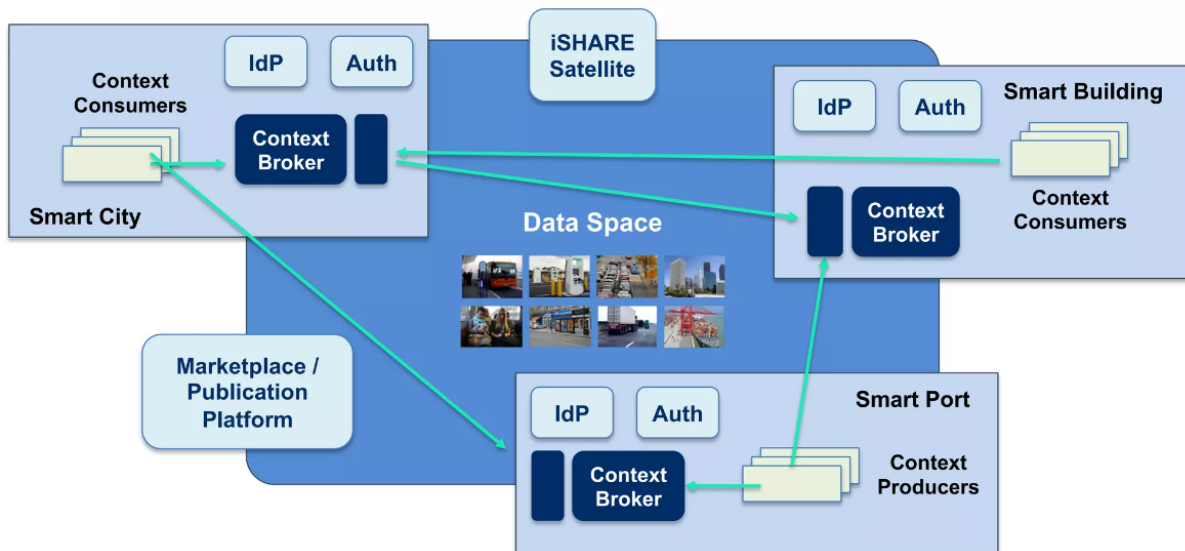 iSHARE
Satellite
IdP
Auth
Context
Consumers
Context
Broker
Smart City
IdP
Auth
Smart Building
Context
Broker
Context
Consumers
Data Space
Marketplace /
Publication
Platform
IdP
Auth
Smart Port
Context
Broker
Context
Producers